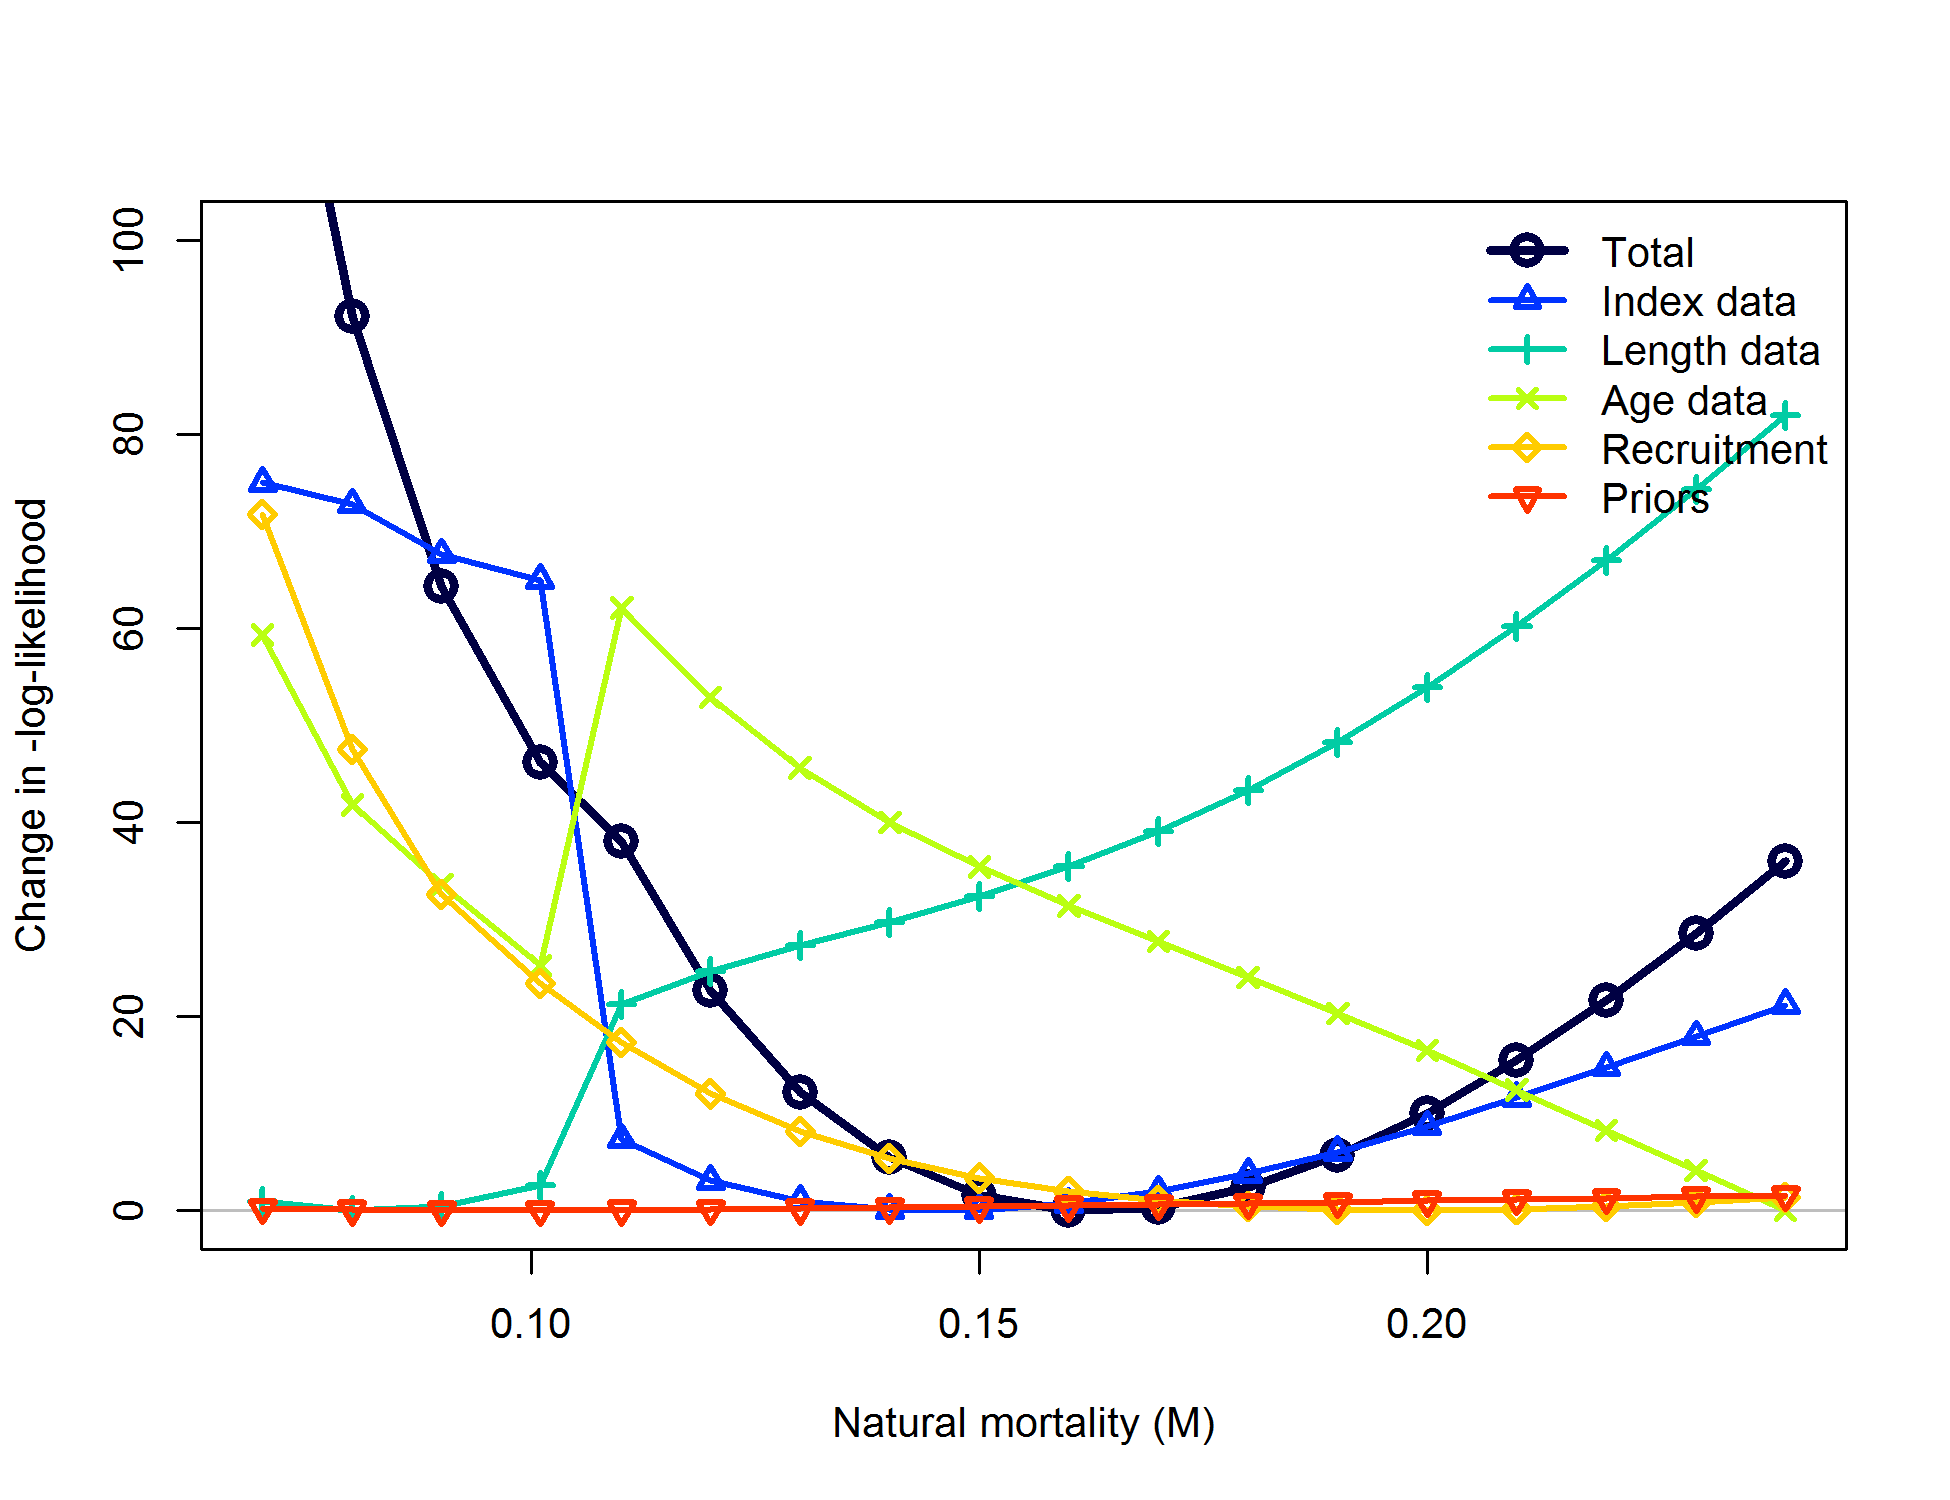 Change in -log-likelihood
100
80
60
40
20
0
Total
Index data
Length data
Age data
Recruitment
Priors
0.10 0.15 0.20
Natural mortality (M)